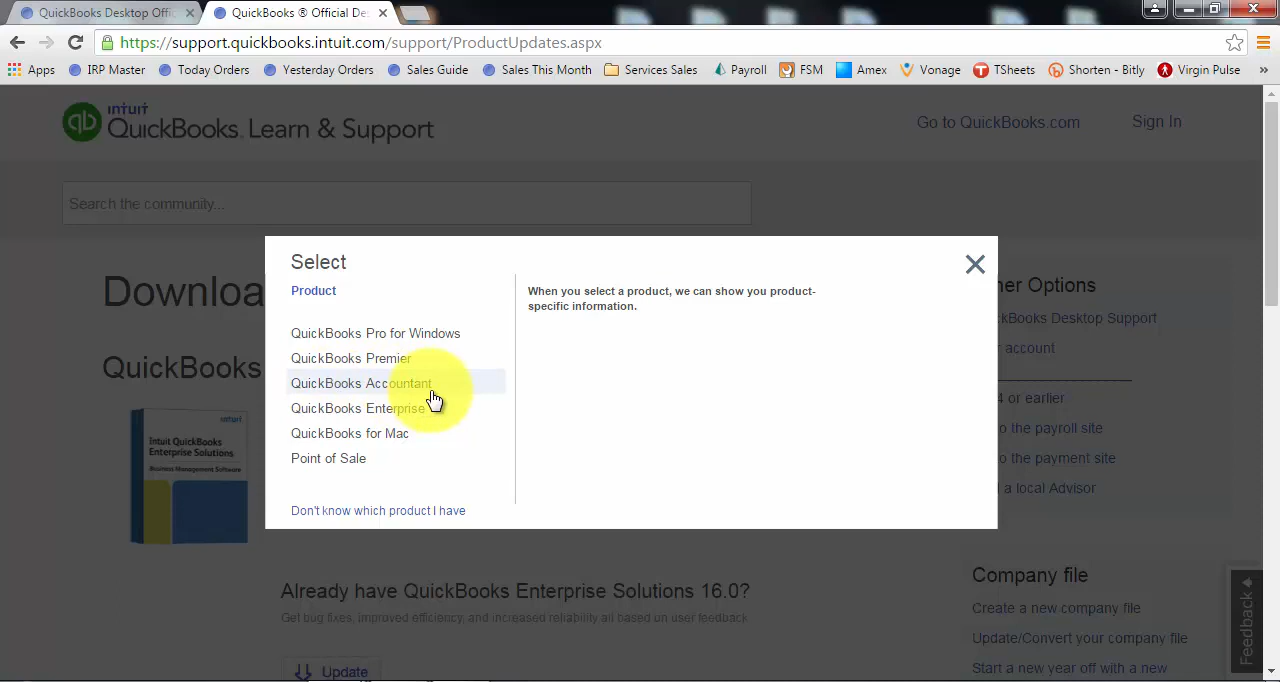 QuickBooks Desktop Offic
QuickBooks ® Official De
https://support.quickbooks.intuit.com/support/ProductUpdates.aspx
Apps IRP Master Today Orders Yesterday Orders Sales Guide Sales This Month Services Sales Payroll FSM Amex Vonage TSheets Shorten - Bitly Virgin Pulse »
intuit
QuickBooks. Learn & Support
Go to QuickBooks.com
Sign In
Search the community...
Downloa
QuickBooks
intuit
Intuit QuickBooks
Enterprise Solutions
Business Management Software
Select
Product
QuickBooks Pro for Windows
QuickBooks Premier
QuickBooks Accountant
QuickBooks Enterprise
QuickBooks for Mac
Point of Sale
Don't know which product I have
When you select a product, we can show you product-
specific information.
her Options
kBooks Desktop Support
r account
4 or earlier
o the payroll site
o the payment site
l a local Advisor
Already have QuickBooks Enterprise Solutions 16.0?
Get bug fixes, improved efficiency, and increased reliability all based on user feedback
Update
Company file
Create a new company file
Update/Convert your company file
Start a new year off with a new
Feedback